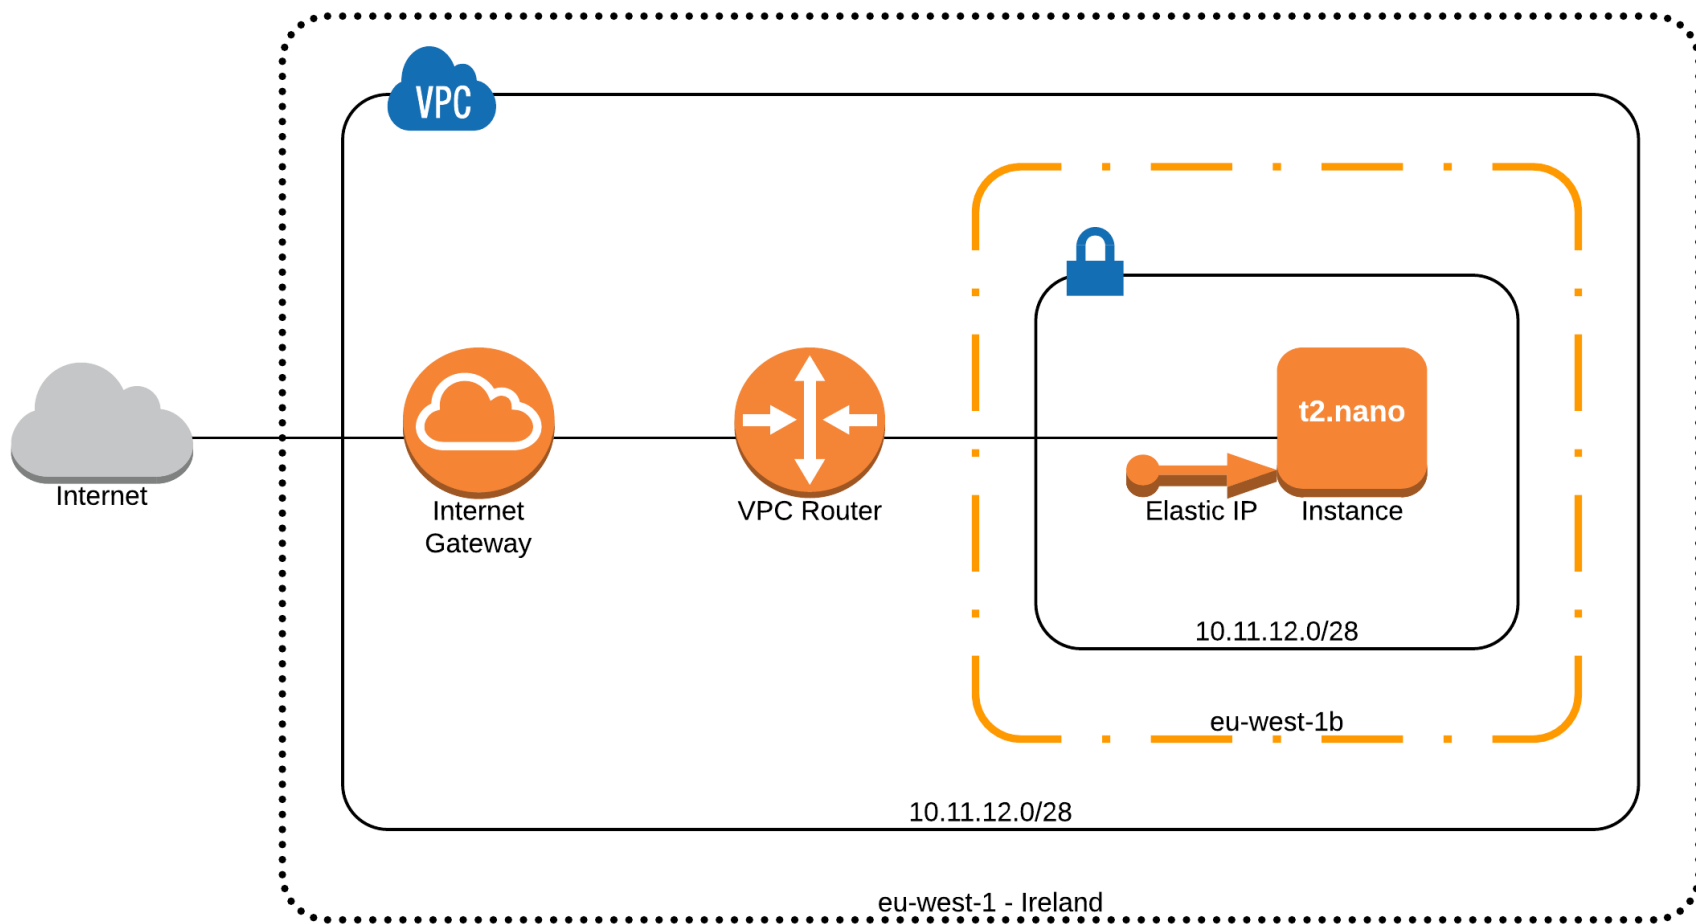 VPC
t2.nano
Internet
Internet
Gateway
VPC Router
Elastic IP
Instance
10.11.12.0/28
eu-west-1b
10.11.12.0/28
eu-west-1 - Ireland